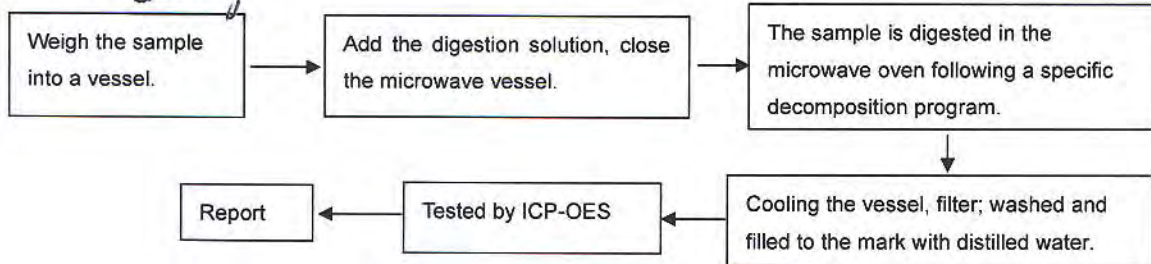 Weigh the sample
into a vessel.
Add the digestion solution, close
the microwave vessel.
The sample is digested in the
microwave oven following a specific
decomposition program.
Cooling the vessel, filter; washed and
filled to the mark with distilled water.
Tested by ICP-OES
Report